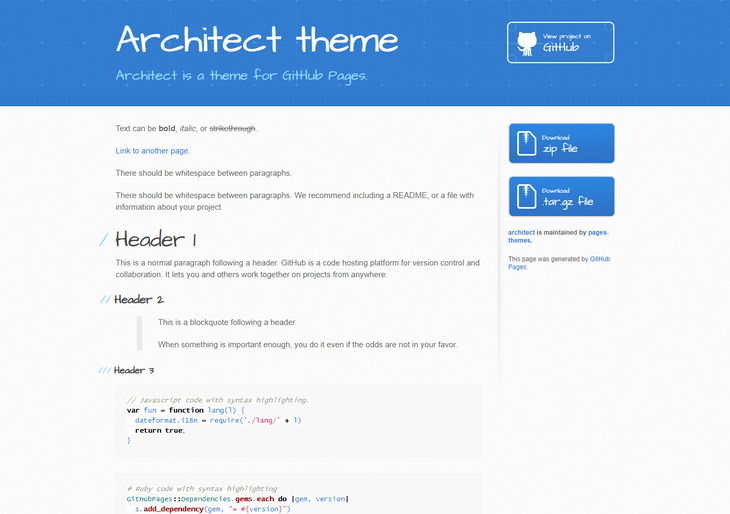 Architect theme
Architect is a theme for GitHub Pages.
View project on
GitHub
Text can be bold, italic, or strikethrough.
Link to another page.
There should be whitespace between paragraphs.
There should be whitespace between paragraphs. We recommend including a README, or a file with
information about your project.
/ Header 1
This is a normal paragraph following a header. GitHub is a code hosting platform for version control and
collaboration. It lets you and others work together on projects from anywhere.
// Header 2
This is a blockquote following a header.
When something is important enough, you do it even if the odds are not in your favor.
/// Header 3
// Javascript code with syntax highlighting.
var fun = function lang(l) {
  dateformat.i18n = require('./lang/' + l)
  return true;
}
# Ruby code with syntax highlighting
GitHubPages::Dependencies.gems.each do |gem, version|
  s.add_dependency(gem, "= #{version}")
Download
.zip file
Download
.tar.gz file
architect is maintained by pages-
themes.
This page was generated by GitHub
Pages.